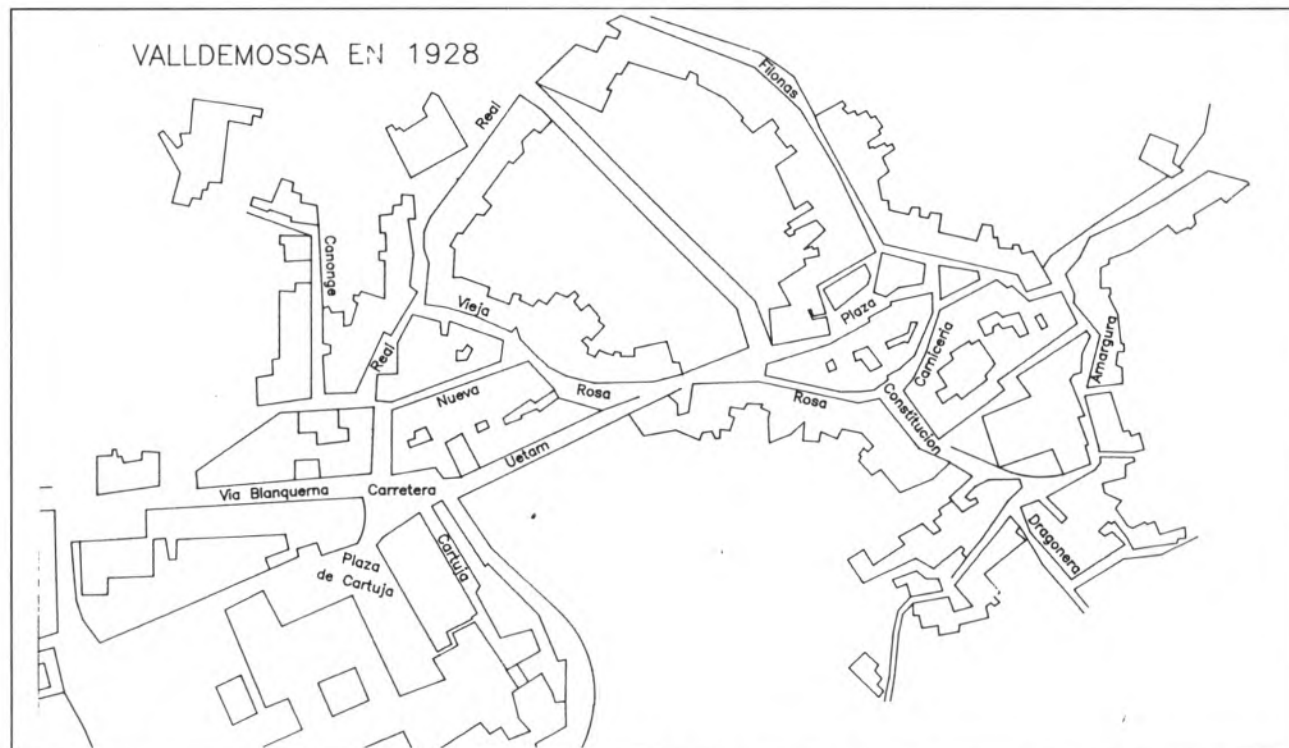 VALLDEMOSSA EN 1928
Filonas
Real
Canonge
Vieja
Plaza
Real
Carniceria
Amargura
Nueva
Rosa
Rosa
Constitucion
Uetam
Via Blanquerna
Carretera
Cartuja
Dragonera
Plaza
de Cartuja